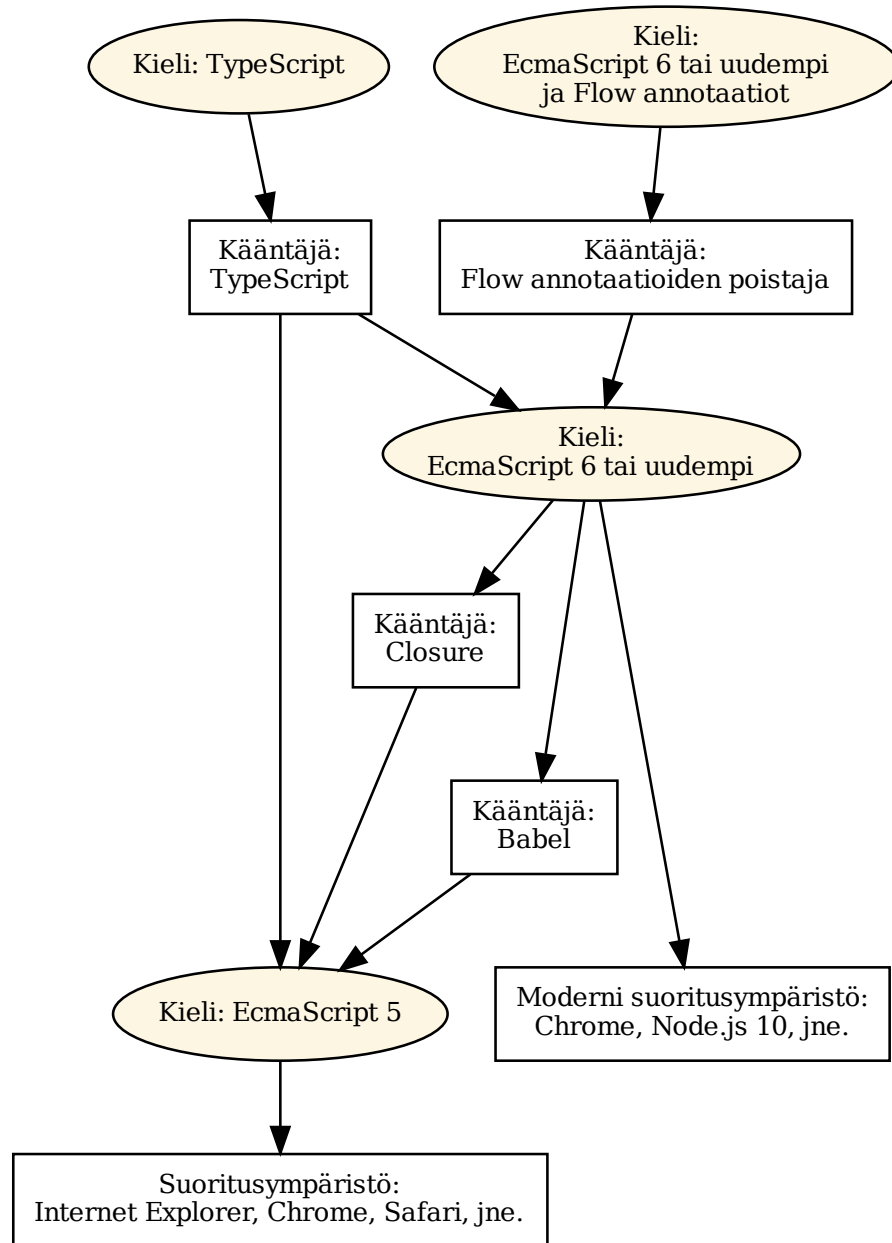 Kieli: TypeScript
Kieli:
EcmaScript 6 tai uudempi
ja Flow annotaatiot
Kääntäjä:
TypeScript
Kääntäjä:
Flow annotaatioiden poistaja
Kieli:
EcmaScript 6 tai uudempi
Kääntäjä:
Closure
Kääntäjä:
Babel
Kieli: EcmaScript 5
Moderni suoritusympäristö:
Chrome, Node.js 10, jne.
Suoritusympäristö:
Internet Explorer, Chrome, Safari, jne.